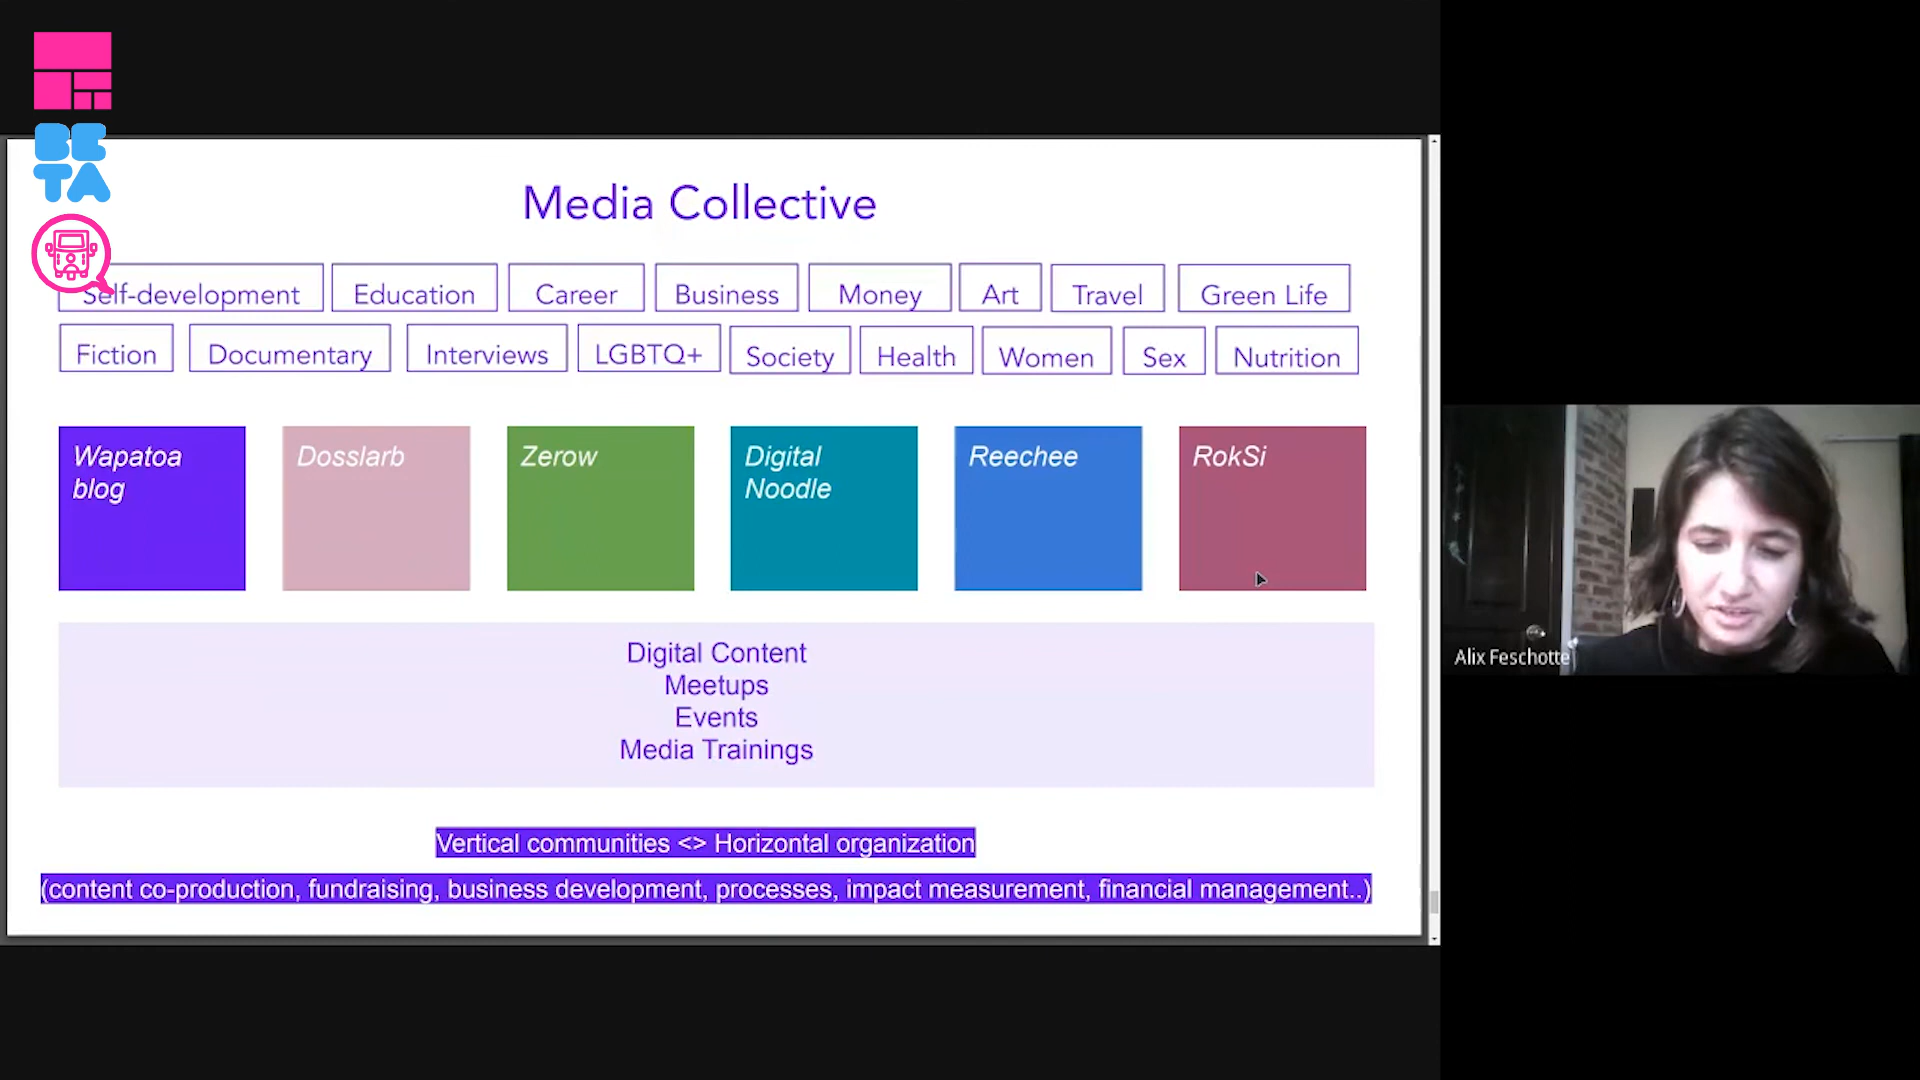 BE
TA
Media Collective
Self-development Education Career Business Money Art Travel Green Life
Fiction Documentary Interviews LGBTQ+ Society Health Women Sex Nutrition
Wapatoa
blog
Dosslarb
Zerow
Digital
Noodle
Reechee
RokSi
Digital Content
Meetups
Events
Media Trainings
Vertical communities <> Horizontal organization
(content co-production, fundraising, business development, processes, impact measurement, financial management..)
Alix Feschotte